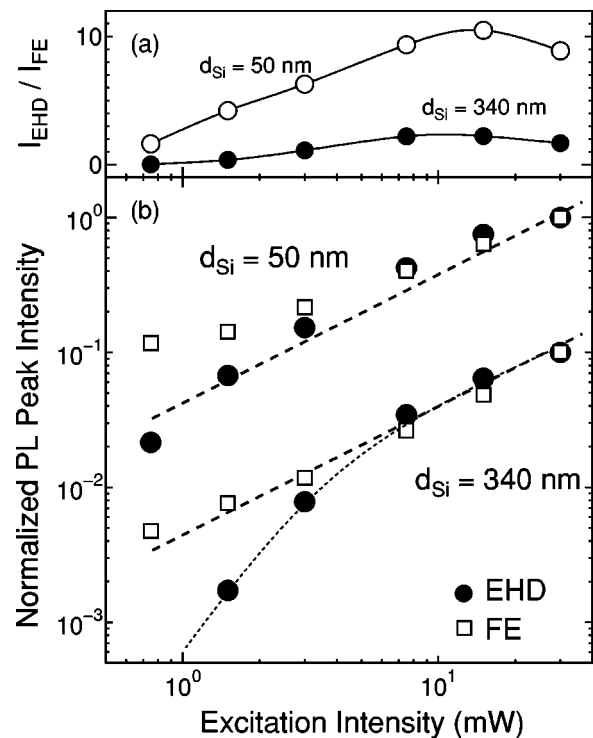 (a)
I_EHD / I_FE
10
0
d_Si = 50 nm
d_Si = 340 nm
(b)
Normalized PL Peak Intensity
10^0
10^-1
10^-2
10^-3
d_Si = 50 nm
d_Si = 340 nm
EHD
FE
10^0
10^1
Excitation Intensity (mW)